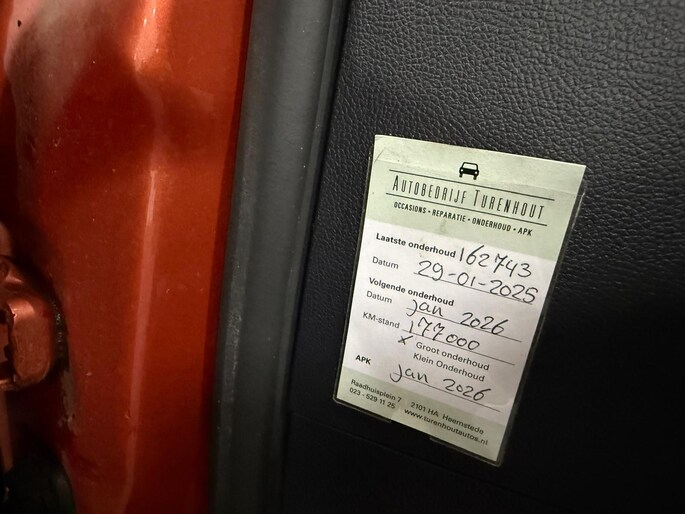 AUTOBEDRIJF TURENHOUT
OCCASIONS • REPARATIE • ONDERHOUD • APK
Laatste onderhoud 162743
Datum 29-01-2025
Volgende onderhoud
Datum jan 2026
KM-stand 177000
x Groot onderhoud
Klein Onderhoud
APK jan 2026
Raadhuisplein 7 2101 HA Heemstede
023 - 529 11 25 www.turenhoutautos.nl